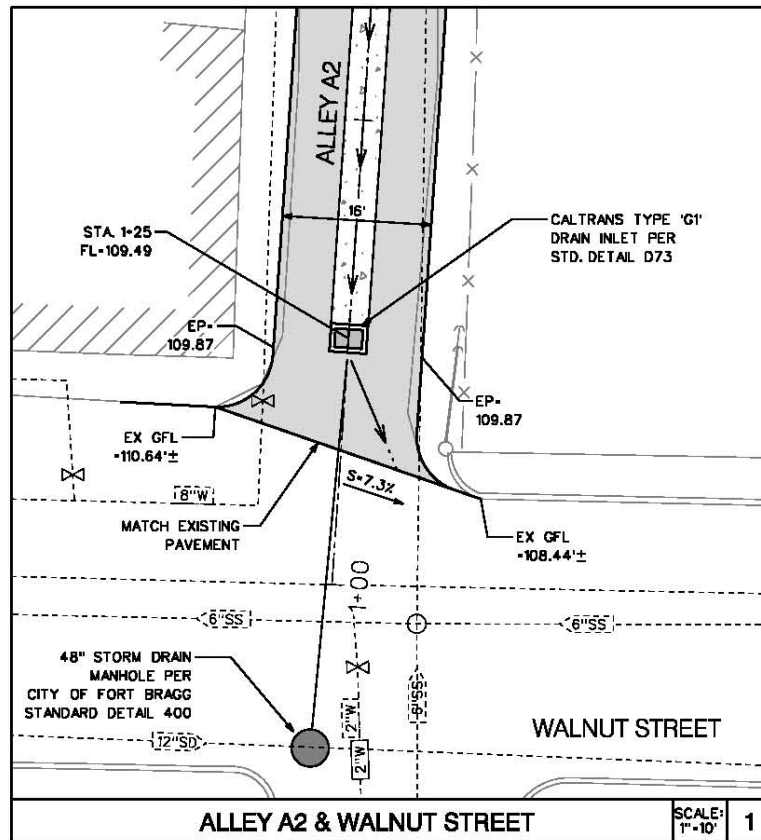 ALLEY A2
16'
STA. 1+25
FL=109.49
CALTRANS TYPE 'G1'
DRAIN INLET PER
STD. DETAIL D73
EP=
109.87
EP=
109.87
EX GFL
=110.64'±
8"W
S=7.3%
MATCH EXISTING
PAVEMENT
EX GFL
=108.44'±
1+00
6"SS
6"SS
48" STORM DRAIN
MANHOLE PER
CITY OF FORT BRAGG
STANDARD DETAIL 400
6"SS
2"W
WALNUT STREET
12"SD
2"W
ALLEY A2 & WALNUT STREET
SCALE:
1"=10'
1